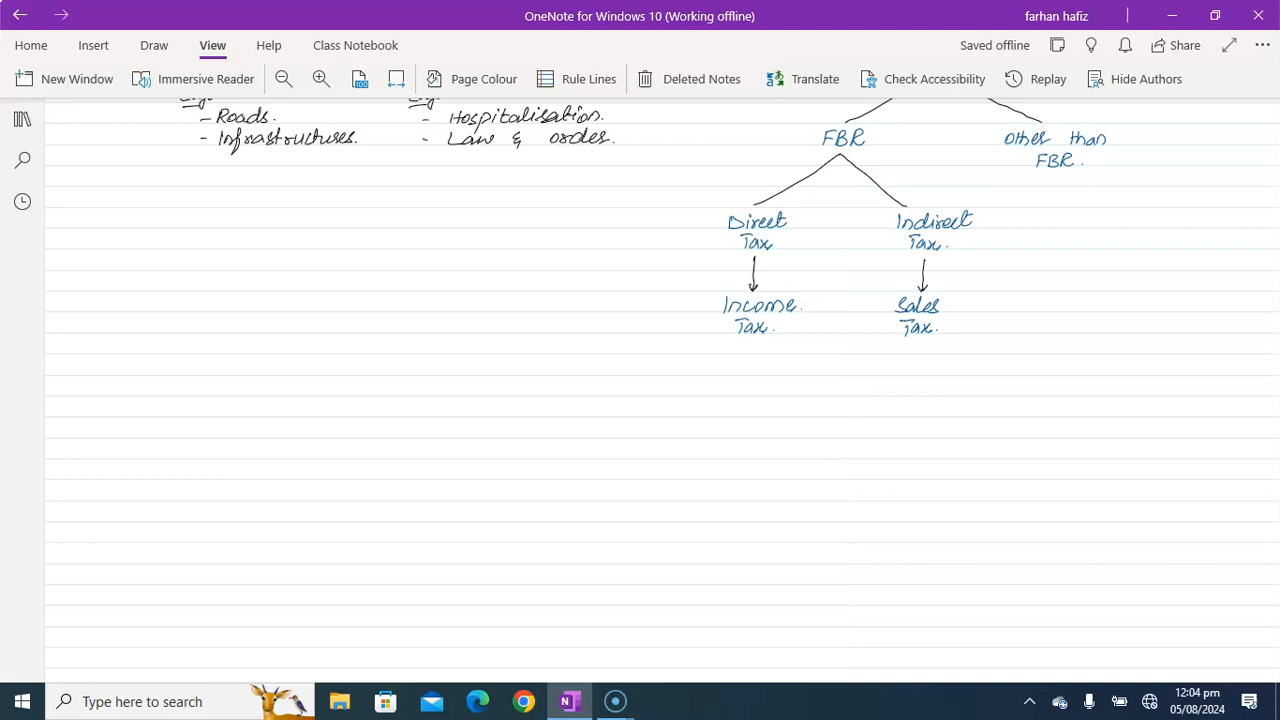 OneNote for Windows 10 (Working offline)
farhan hafiz
Home Insert Draw View Help Class Notebook
Saved offline
Share
New Window
Immersive Reader
Page Colour
Rule Lines
Deleted Notes
Translate
Check Accessibility
Replay
Hide Authors
- Roads.
- Infrastructures.
- Hospitalisation.
- Law & order.
FBR
Other than
FBR.
Direct
Tax
Indirect
Tax.
Income.
Tax.
Sales
Tax.
Type here to search
12:04 pm
05/08/2024